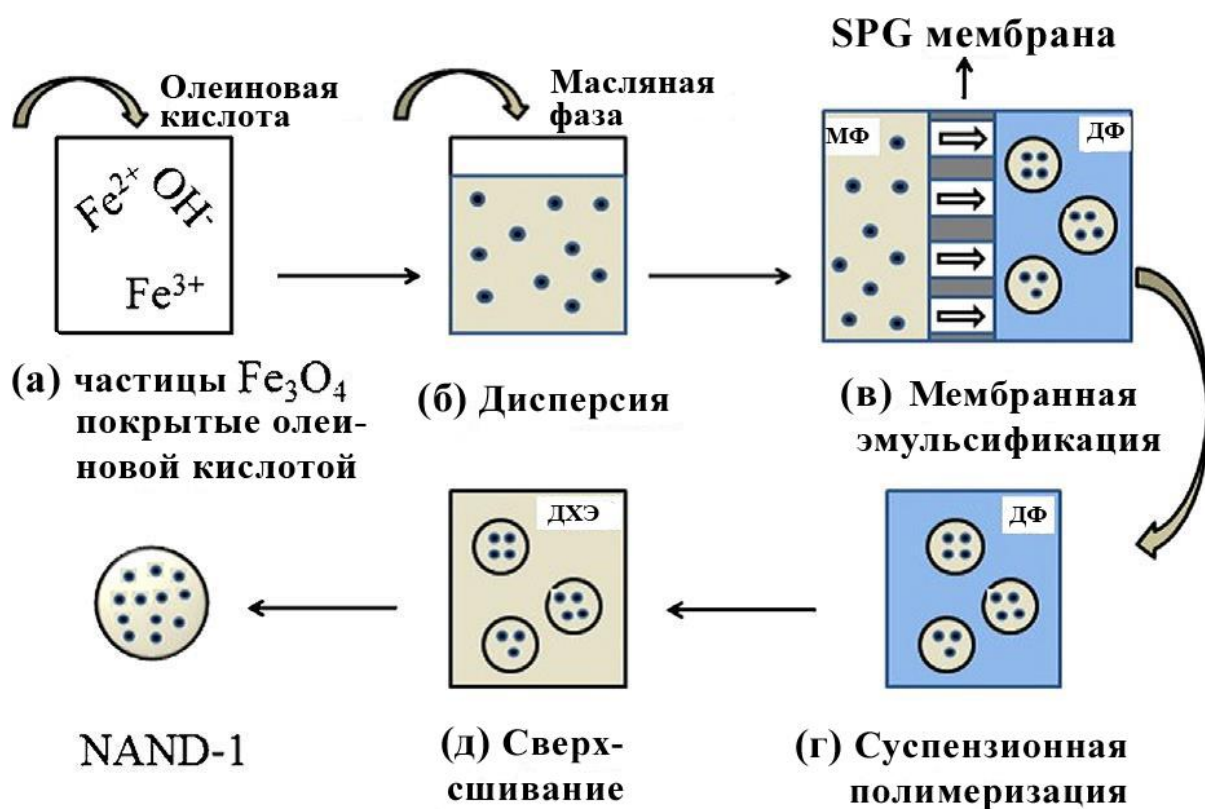 SPG мембрана
Олеиновая
кислота
Масляная
фаза
МФ
ДФ
Fe²⁺ OH⁻
Fe³⁺
(а) частицы Fe₃O₄
покрытые олеи-
новой кислотой
(б) Дисперсия
(в) Мембранная
эмульсификация
ДХЭ
ДФ
NAND-1
(д) Сверх-
сшивание
(г) Суспензионная
полимеризация